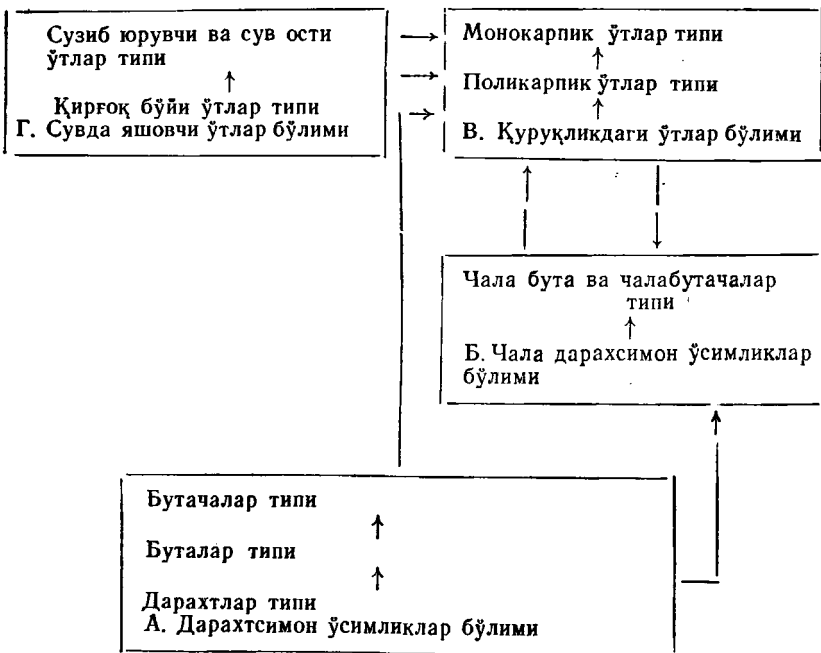 Сузиб юрувчи ва сув ости
ўтлар типи
Қирғоқ бўйи ўтлар типи
Г. Сувда яшовчи ўтлар бўлими
Монокарпик ўтлар типи
Поликарпик ўтлар типи
В. Қуруқликдаги ўтлар бўлими
Чала бута ва чалабутачалар
типи
Б. Чала дарахсимон ўсимликлар
бўлими
Бутачалар типи
Буталар типи
Дарахтлар типи
А. Дарахтсимон ўсимликлар бўлими